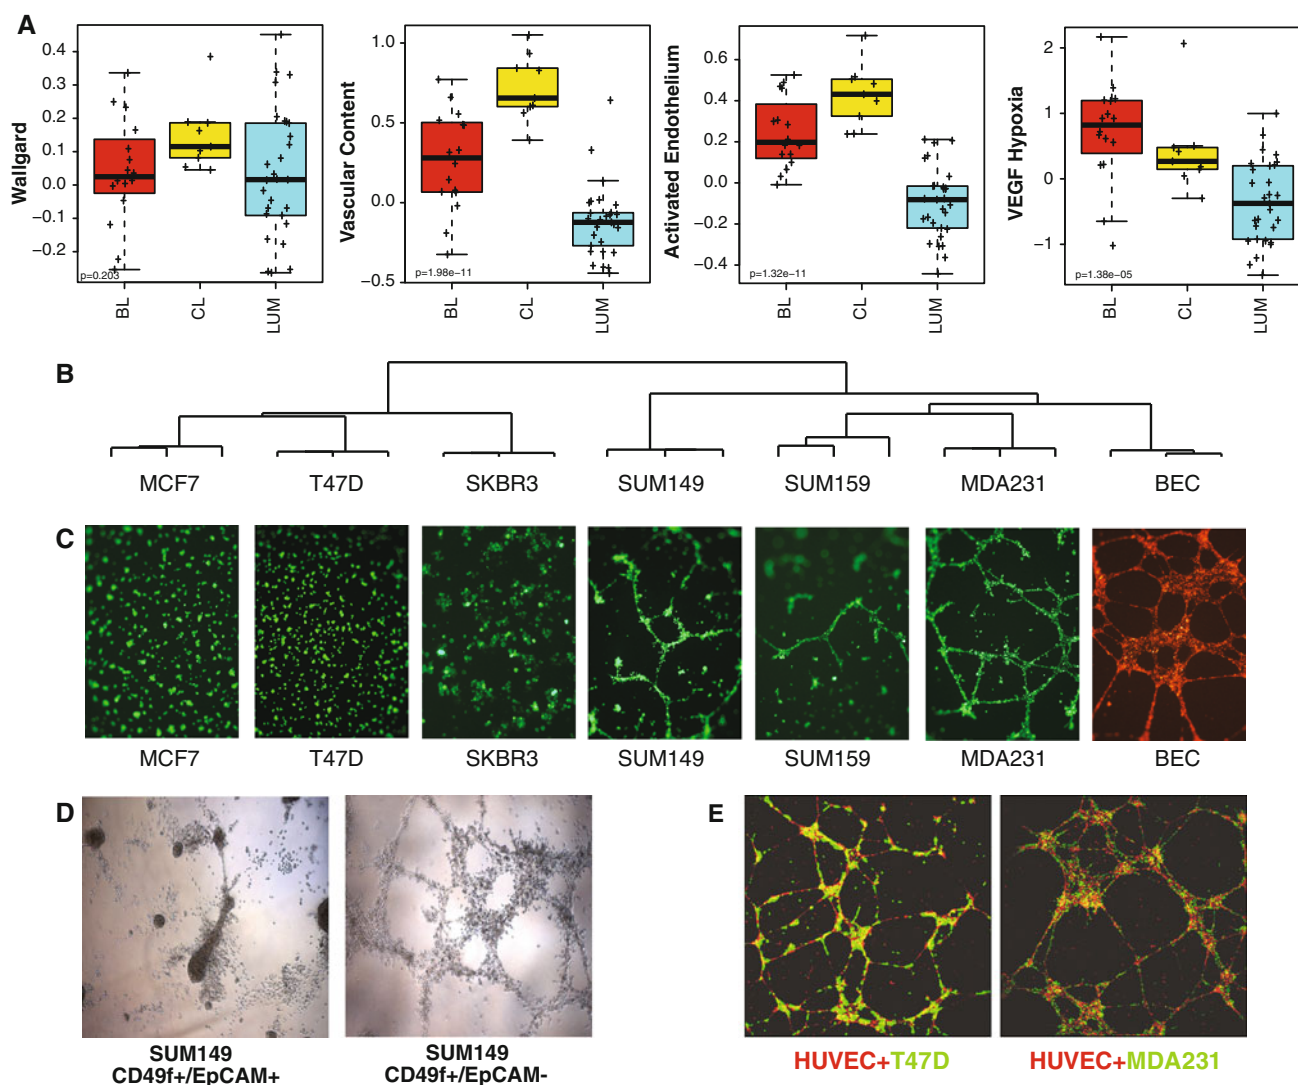 A
Wallgard
0.4
0.3
0.2
0.1
0.0
−0.1
−0.2
p=0.203
BL
CL
LUM
Vascular Content
1.0
0.5
0.0
−0.5
p=1.98e−11
BL
CL
LUM
Activated Endothelium
0.6
0.4
0.2
0.0
−0.2
−0.4
p=1.32e−11
BL
CL
LUM
VEGF Hypoxia
2
1
0
−1
p=1.38e−05
BL
CL
LUM
B
MCF7 T47D SKBR3 SUM149 SUM159 MDA231 BEC
C
MCF7 T47D SKBR3 SUM149 SUM159 MDA231 BEC
D
SUM149
CD49f+/EpCAM+
SUM149
CD49f+/EpCAM-
E
HUVEC+T47D
HUVEC+MDA231